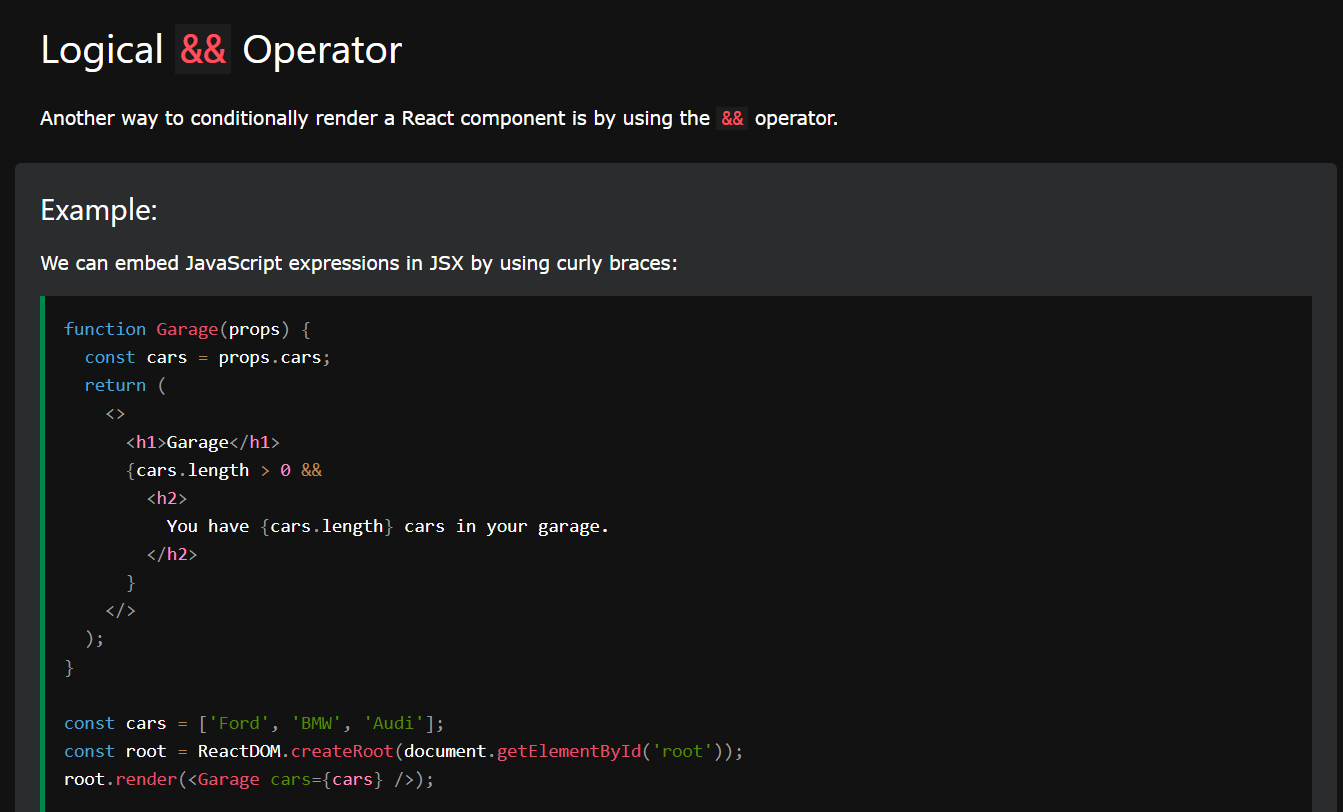 Logical && Operator
Another way to conditionally render a React component is by using the && operator.
Example:
We can embed JavaScript expressions in JSX by using curly braces:
function Garage(props) {
  const cars = props.cars;
  return (
    <>
      <h1>Garage</h1>
      {cars.length > 0 &&
        <h2>
          You have {cars.length} cars in your garage.
        </h2>
      }
    </>
  );
}

const cars = ['Ford', 'BMW', 'Audi'];
const root = ReactDOM.createRoot(document.getElementById('root'));
root.render(<Garage cars={cars} />);